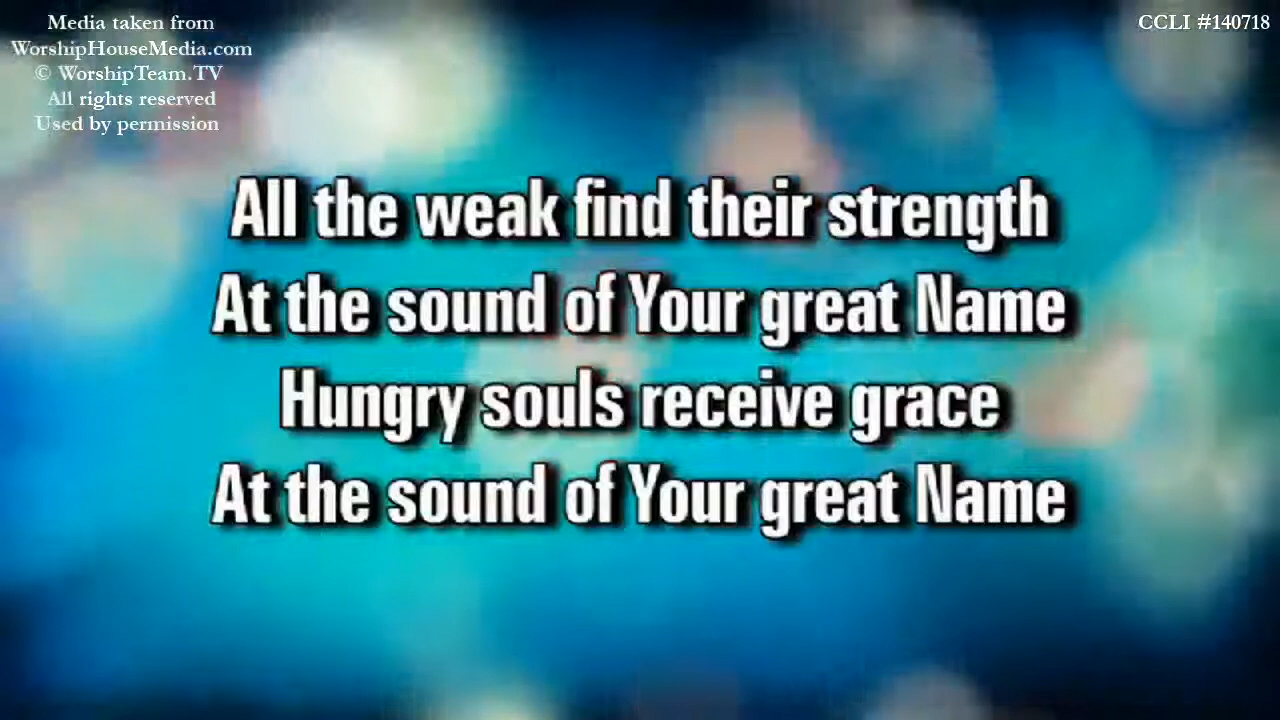 Media taken from
WorshipHouseMedia.com
© WorshipTeam.TV
All rights reserved
Used by permission
CCLI #140718
All the weak find their strength
At the sound of Your great Name
Hungry souls receive grace
At the sound of Your great Name